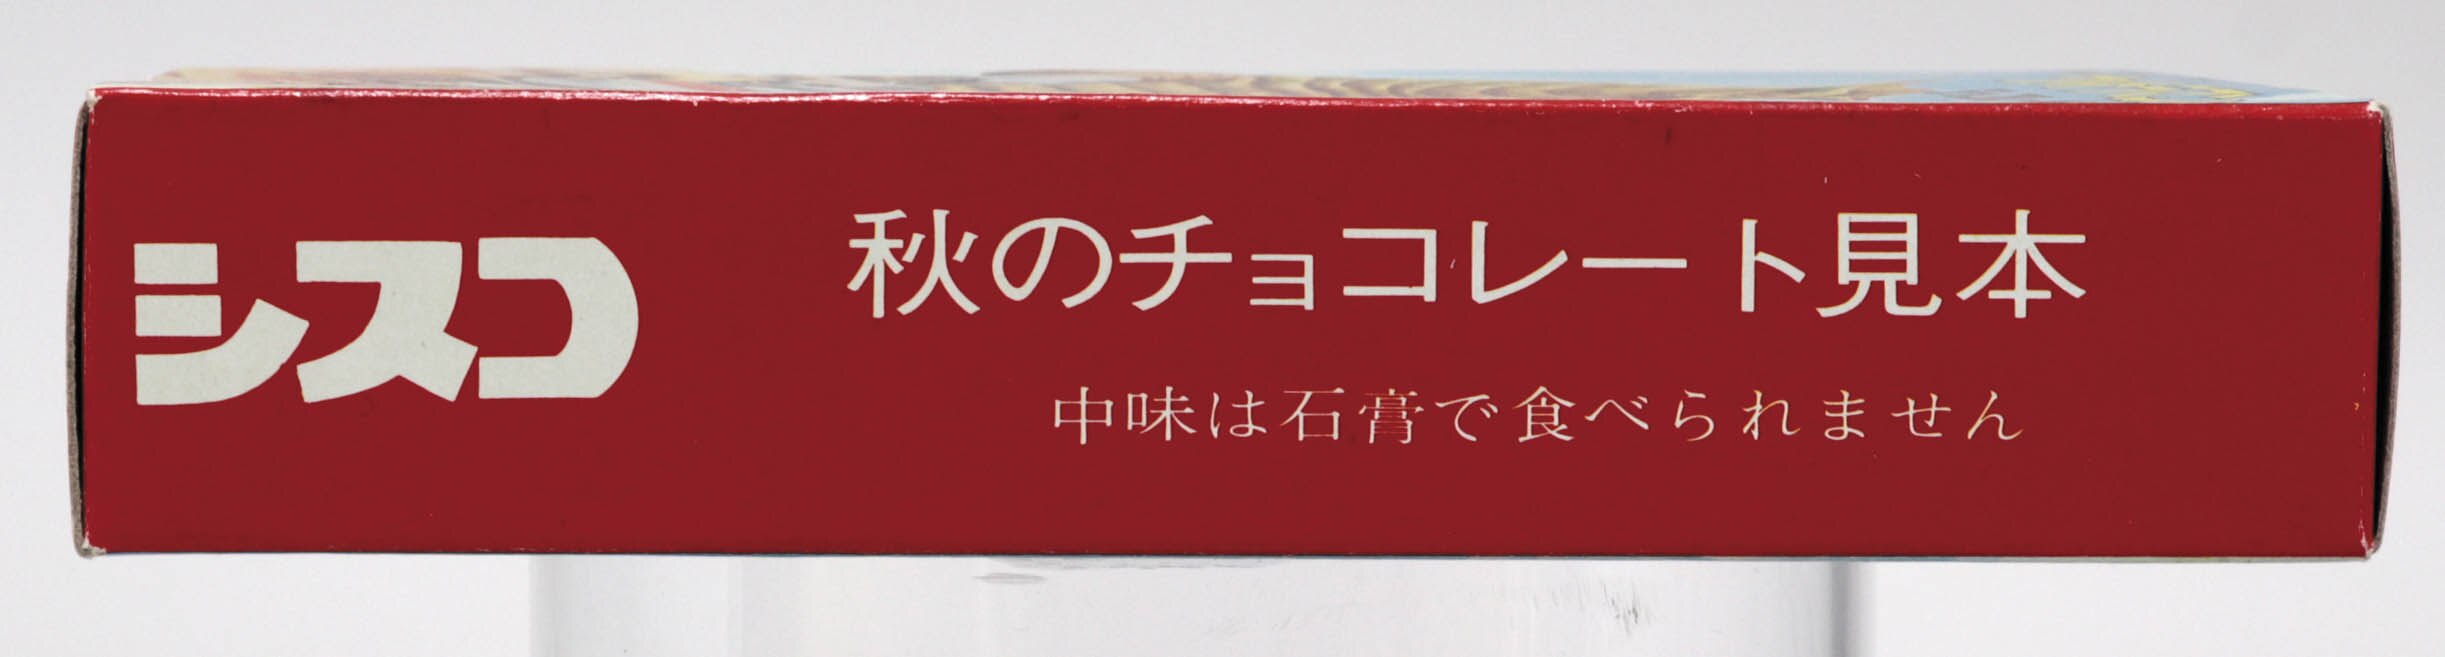 シスコ
秋のチョコレート見本
中味は石膏で食べられません